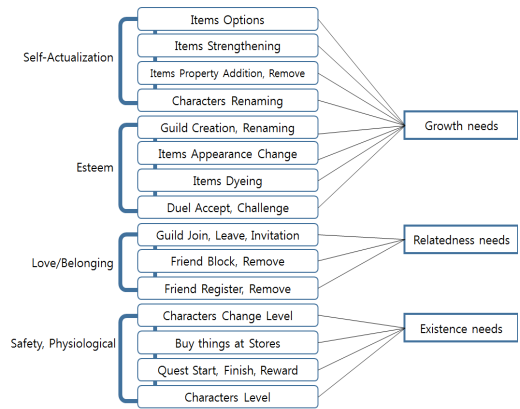 Self-Actualization
Items Options
Items Strengthening
Items Property Addition, Remove
Characters Renaming
Esteem
Guild Creation, Renaming
Items Appearance Change
Items Dyeing
Duel Accept, Challenge
Love/Belonging
Guild Join, Leave, Invitation
Friend Block, Remove
Friend Register, Remove
Safety, Physiological
Characters Change Level
Buy things at Stores
Quest Start, Finish, Reward
Characters Level
Growth needs
Relatedness needs
Existence needs